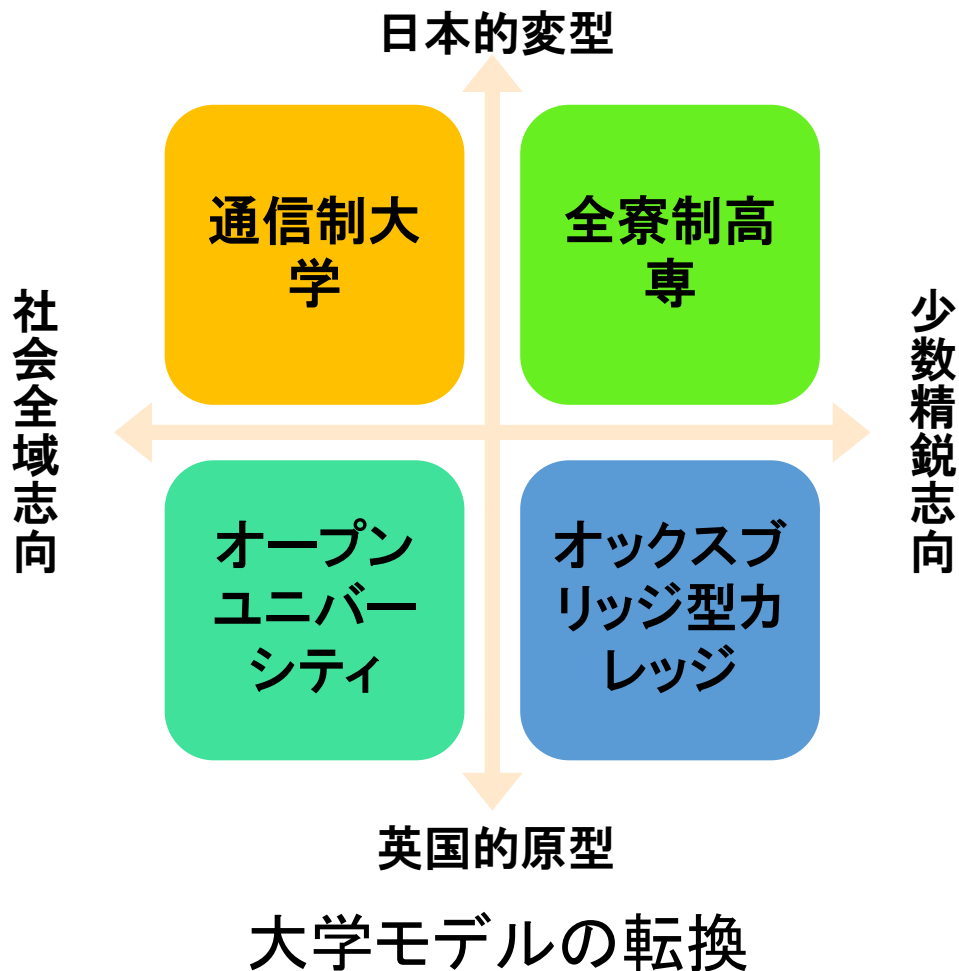 日本的変型
通信制大
学
全寮制高
専
社会全域志向
少数精鋭志向
オープン
ユニバー
シティ
オックスブ
リッジ型カ
レッジ
英国的原型
大学モデルの転換